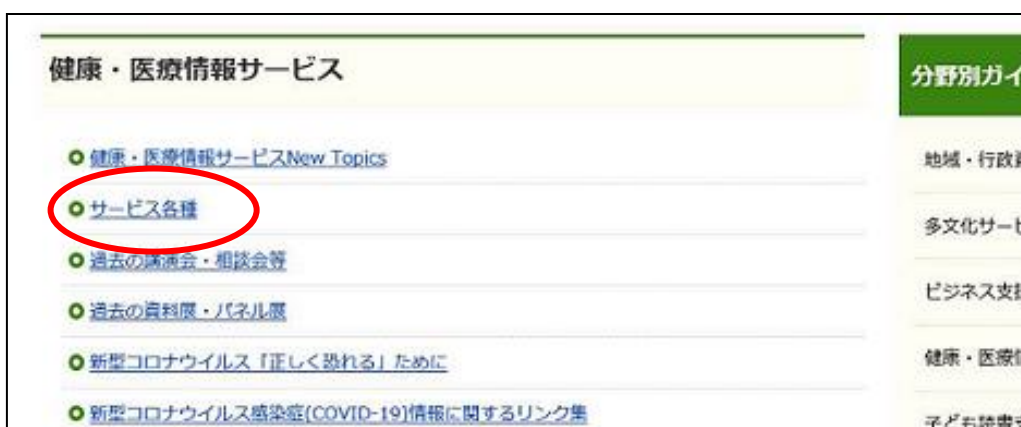 健康・医療情報サービス
健康・医療情報サービスNew Topics
サービス各種
過去の講演会・相談会等
過去の資料展・パネル展
新型コロナウイルス「正しく恐れる」ために
新型コロナウイルス感染症(COVID-19)情報に関するリンク集
分野別ガイ
地域・行政
多文化サー
ビジネス支
健康・医療
子ども読書